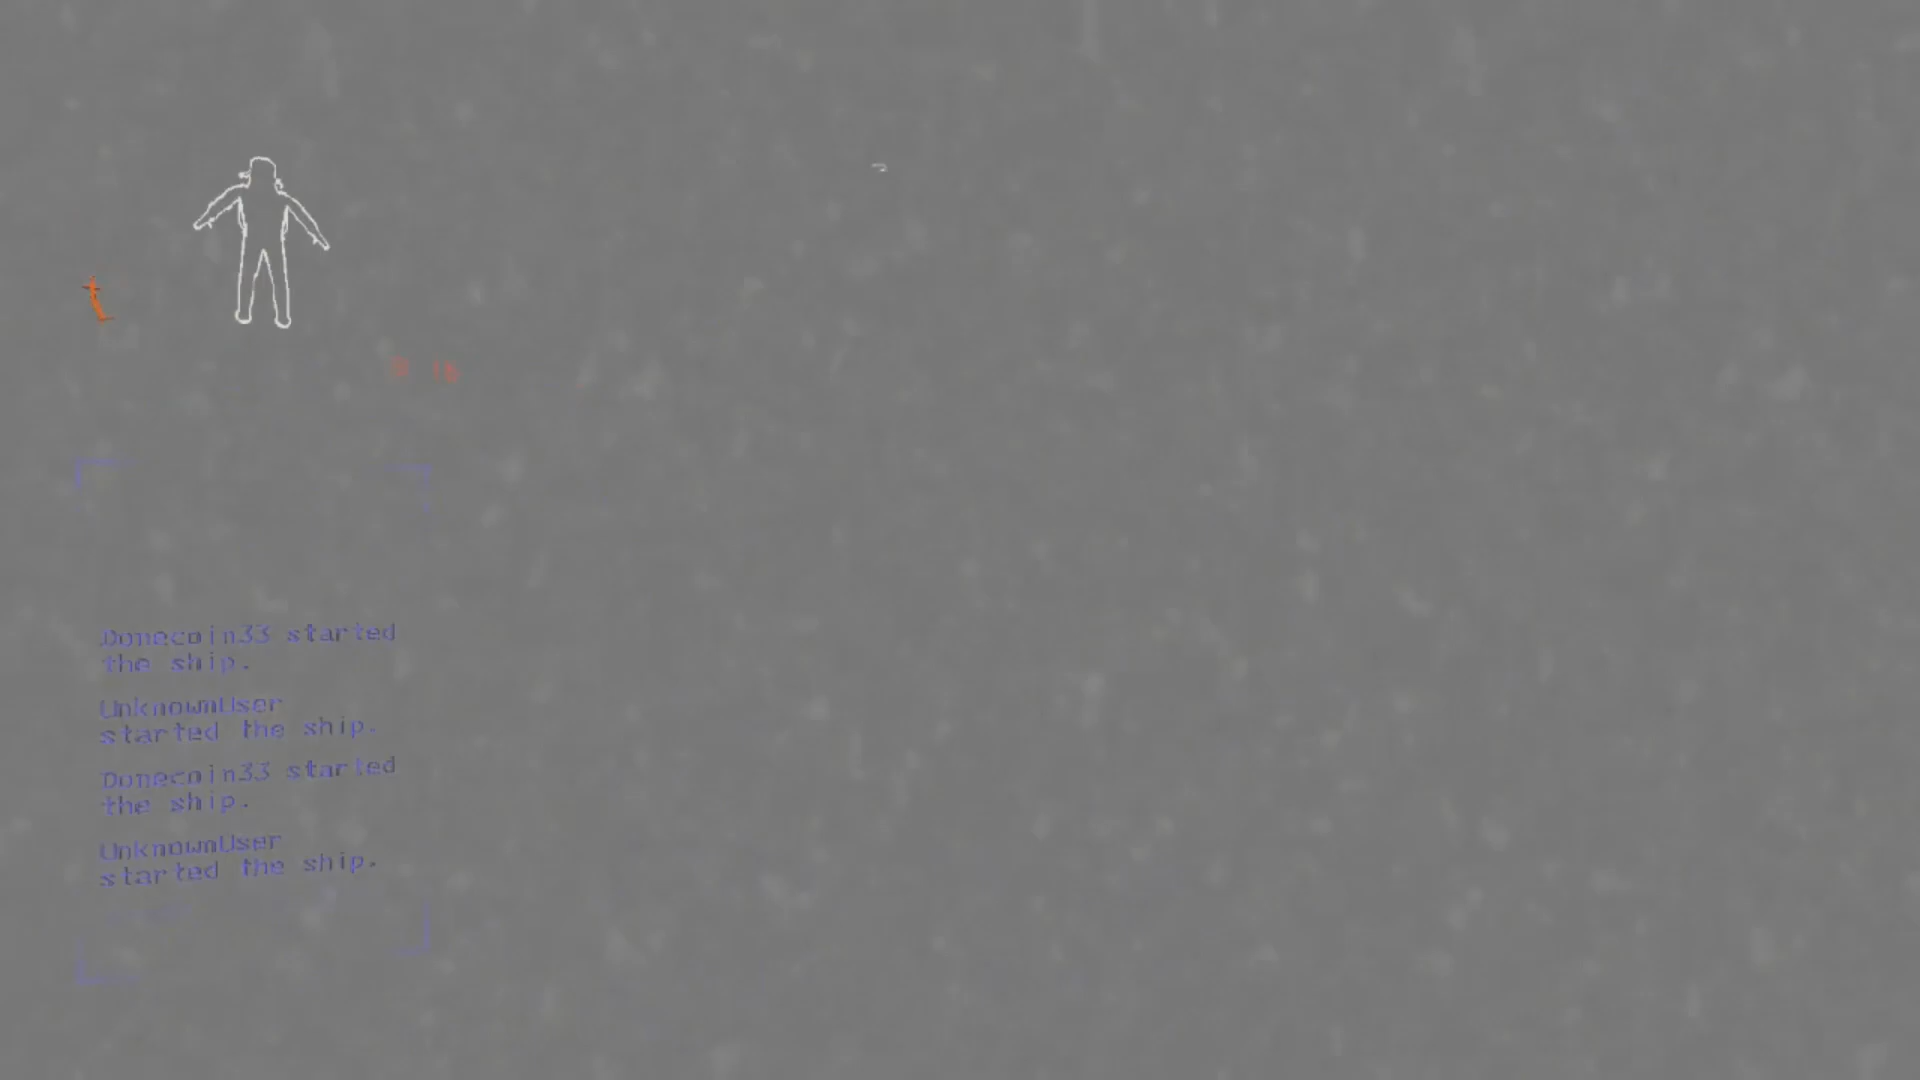 Donecoin33 started
the ship.
UnknownUser
started the ship.
Donecoin33 started
the ship.
UnknownUser
started the ship.